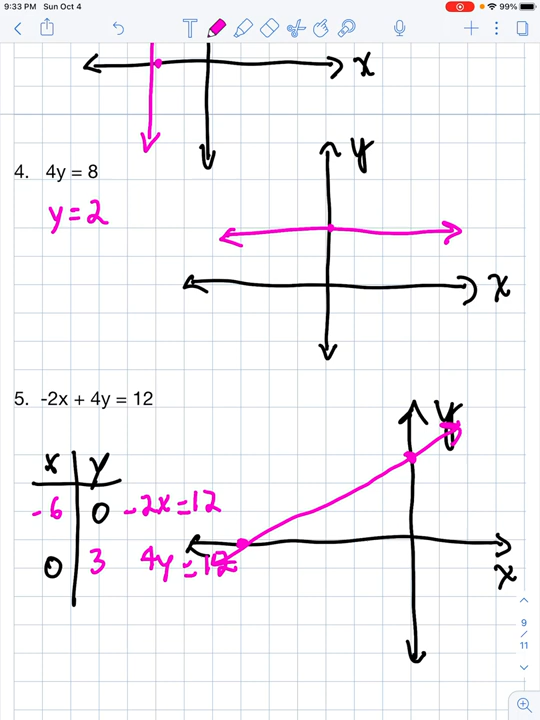 9:33 PM Sun Oct 4
99%
x
4. 4y = 8
y
y = 2
x
5. -2x + 4y = 12
y
x y
-6 0 -2x = 12
0 3 4y = 12
x
9
/
11